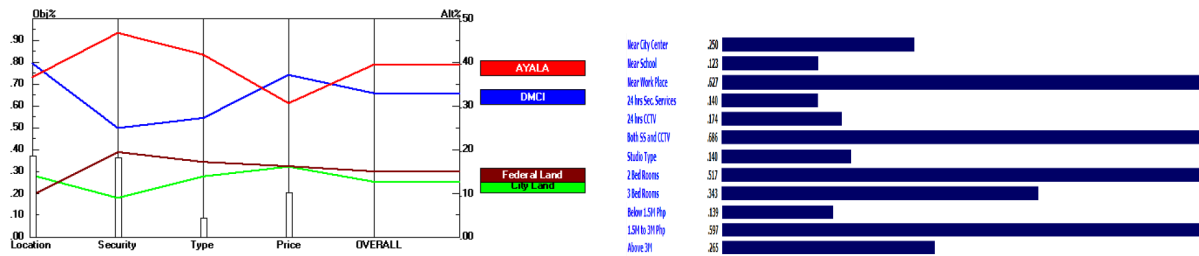 Obj% Alt%
.90
.80
.70
.60
.50
.40
.30
.20
.10
.00
50
40
30
20
10
.00
Location Security Type Price OVERALL
AYALA
DMCI
Federal Land
City Land
Near City Center .250
Near School .123
Near Work Place .627
24 hrs Sec. Services .140
24 hrs CCTV .174
Both SS and CCTV .686
Studio Type .140
2 Bed Rooms .517
3 Bed Rooms .343
Below 1.5M Php .139
1.5M to 3M Php .597
Above 3M .265